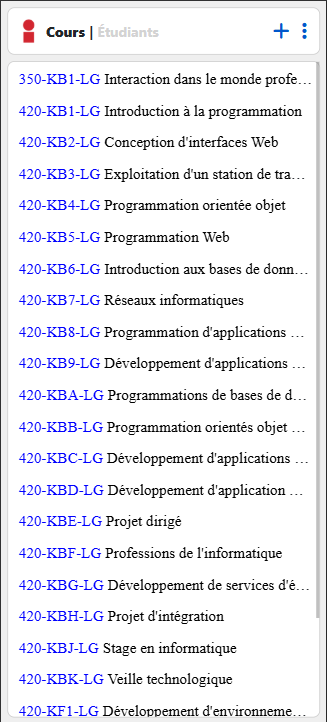 Cours | Étudiants
350-KB1-LG Interaction dans le monde profe...
420-KB1-LG Introduction à la programmation
420-KB2-LG Conception d'interfaces Web
420-KB3-LG Exploitation d'un station de tra...
420-KB4-LG Programmation orientée objet
420-KB5-LG Programmation Web
420-KB6-LG Introduction aux bases de donn...
420-KB7-LG Réseaux informatiques
420-KB8-LG Programmation d'applications ...
420-KB9-LG Développement d'applications ...
420-KBA-LG Programmations de bases de d...
420-KBB-LG Programmation orientés objet ...
420-KBC-LG Développement d'applications ...
420-KBD-LG Développement d'application ...
420-KBE-LG Projet dirigé
420-KBF-LG Professions de l'informatique
420-KBG-LG Développement de services d'é...
420-KBH-LG Projet d'intégration
420-KBJ-LG Stage en informatique
420-KBK-LG Veille technologique
420-KF1-LG Développement d'environneme...